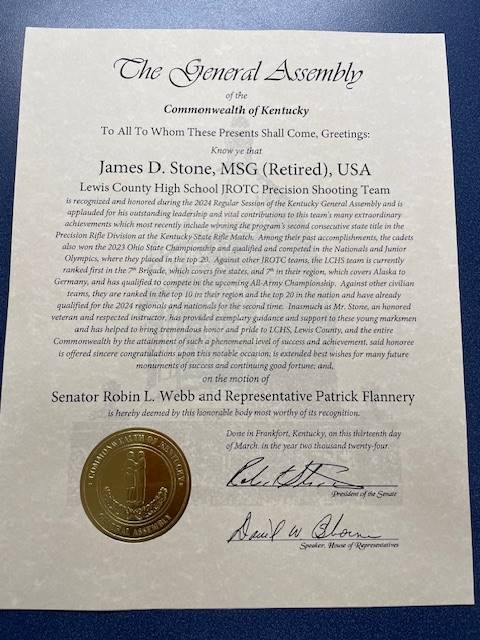 The General Assembly
of the
Commonwealth of Kentucky
To All To Whom These Presents Shall Come, Greetings:
Know ye that
James D. Stone, MSG (Retired), USA
Lewis County High School JROTC Precision Shooting Team
is recognized and honored during the 2024 Regular Session of the Kentucky General Assembly and is
applauded for his outstanding leadership and vital contributions to this team's many extraordinary
achievements which most recently include winning the program's second consecutive state title in the
Precision Rifle Division at the Kentucky State Rifle Match. Among their past accomplishments, the cadets
also won the 2023 Ohio State Championship and qualified and competed in the Nationals and Junior
Olympics, where they placed in the top 20. Against other JROTC teams, the LCHS team is currently
ranked first in the 7th Brigade, which covers five states, and 7th in their region, which covers Alaska to
Germany, and has qualified to compete in the upcoming All-Army Championship. Against other civilian
teams, they are ranked in the top 10 in their region and the top 20 in the nation and have already
qualified for the 2024 regionals and nationals for the second time. Inasmuch as Mr. Stone, an honored
veteran and respected instructor, has provided exemplary guidance and support to these young marksmen
and has helped to bring tremendous honor and pride to LCHS, Lewis County, and the entire
Commonwealth by the attainment of such a phenomenal level of success and achievement, said honoree
is offered sincere congratulations upon this notable occasion, is extended best wishes for many future
monuments of success and continuing good fortune; and,
on the motion of
Senator Robin L. Webb and Representative Patrick Flannery
is hereby deemed by this honorable body most worthy of its recognition.
Done in Frankfort, Kentucky, on this thirteenth day
of March, in the year two thousand twenty-four.
President of the Senate
David W Osborne
Speaker, House of Representatives
COMMONWEALTH OF KENTUCKY
GENERAL ASSEMBLY